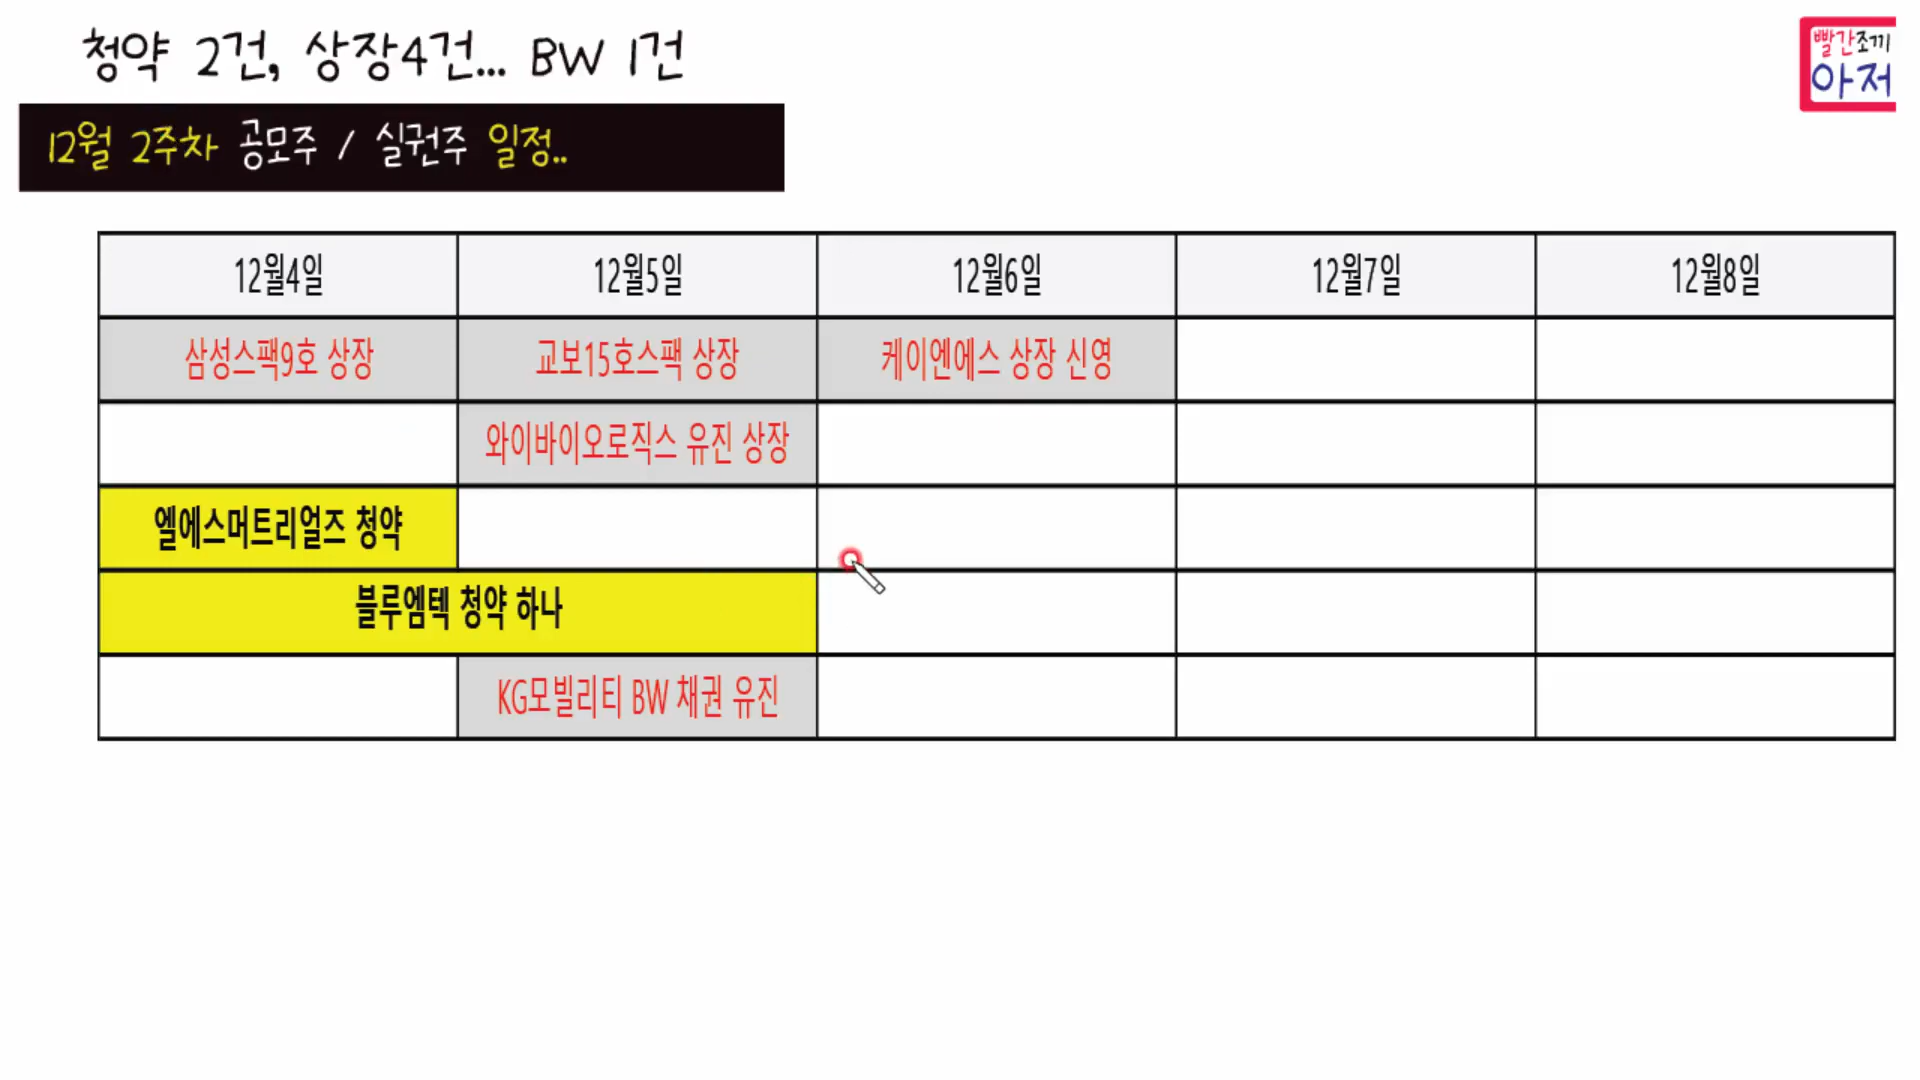 청약 2건, 상장4건... BW 1건
빨간조끼
아저
12월 2주차 공모주 / 실권주 일정..
12월4일 12월5일 12월6일 12월7일 12월8일
삼성스팩9호 상장 교보15호스팩 상장 케이엔에스 상장 신영
와이바이오로직스 유진 상장
엘에스머트리얼즈 청약
블루엠텍 청약 하나
KG모빌리티 BW 채권 유진